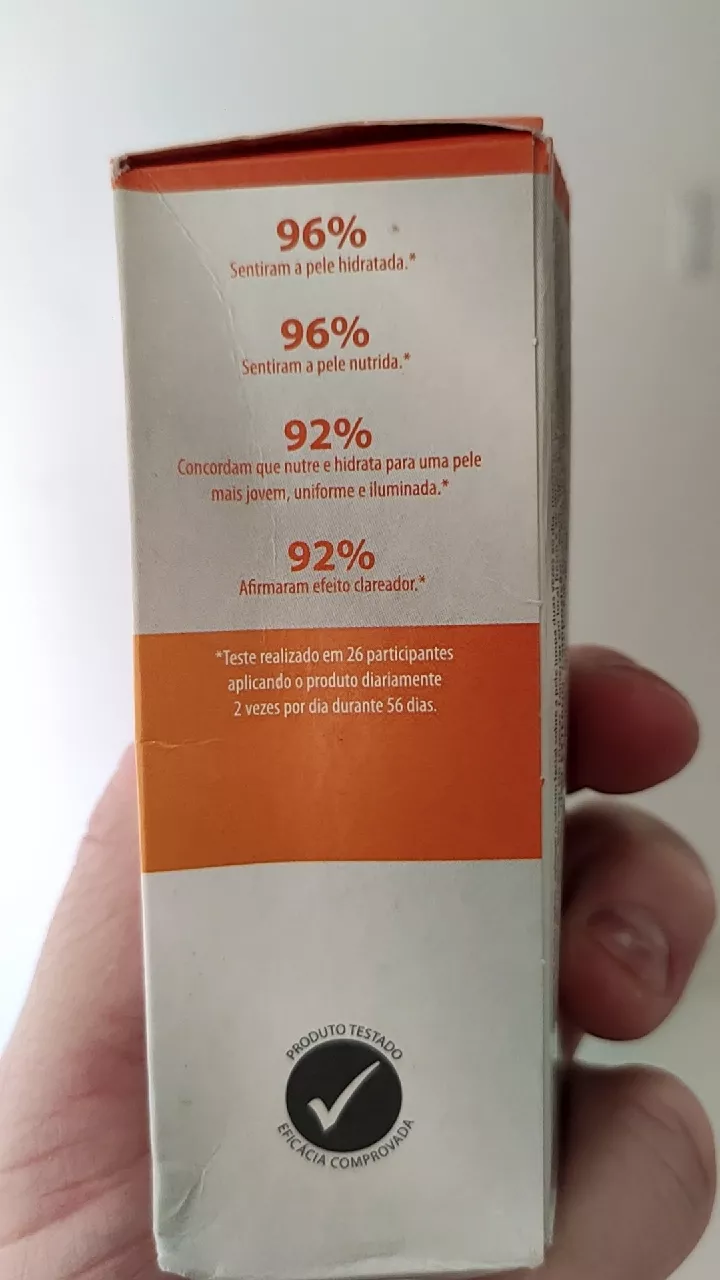 96%
Sentiram a pele hidratada.*
96%
Sentiram a pele nutrida.*
92%
Concordam que nutre e hidrata para uma pele
mais jovem, uniforme e iluminada.*
92%
Afirmaram efeito clareador.*
*Teste realizado em 26 participantes
aplicando o produto diariamente
2 vezes por dia durante 56 dias.
PRODUTO TESTADO
EFICÁCIA COMPROVADA